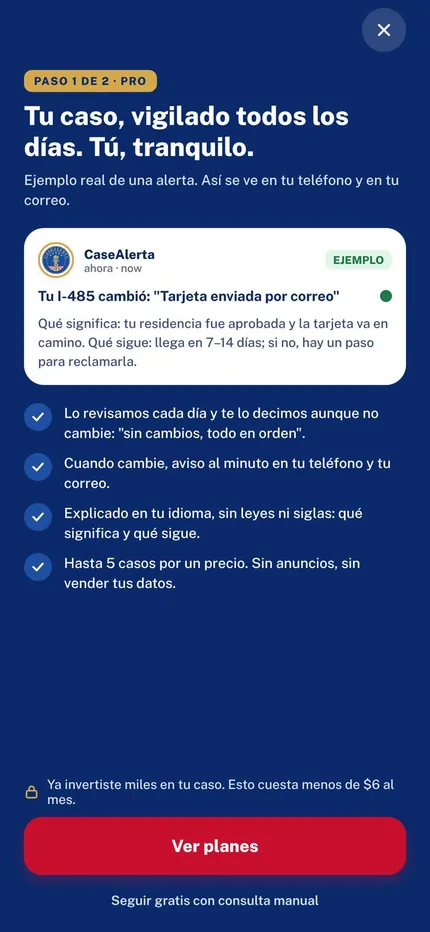 PASO 1 DE 2 · PRO
Tu caso, vigilado todos los
días. Tú, tranquilo.
Ejemplo real de una alerta. Así se ve en tu teléfono y en tu
correo.
CaseAlerta
ahora · now
EJEMPLO
Tu I-485 cambió: "Tarjeta enviada por correo"
Qué significa: tu residencia fue aprobada y la tarjeta va en
camino. Qué sigue: llega en 7–14 días; si no, hay un paso
para reclamarla.
Lo revisamos cada día y te lo decimos aunque no
cambie: "sin cambios, todo en orden".
Cuando cambie, aviso al minuto en tu teléfono y tu
correo.
Explicado en tu idioma, sin leyes ni siglas: qué
significa y qué sigue.
Hasta 5 casos por un precio. Sin anuncios, sin
vender tus datos.
Ya invertiste miles en tu caso. Esto cuesta menos de $6 al
mes.
Ver planes
Seguir gratis con consulta manual